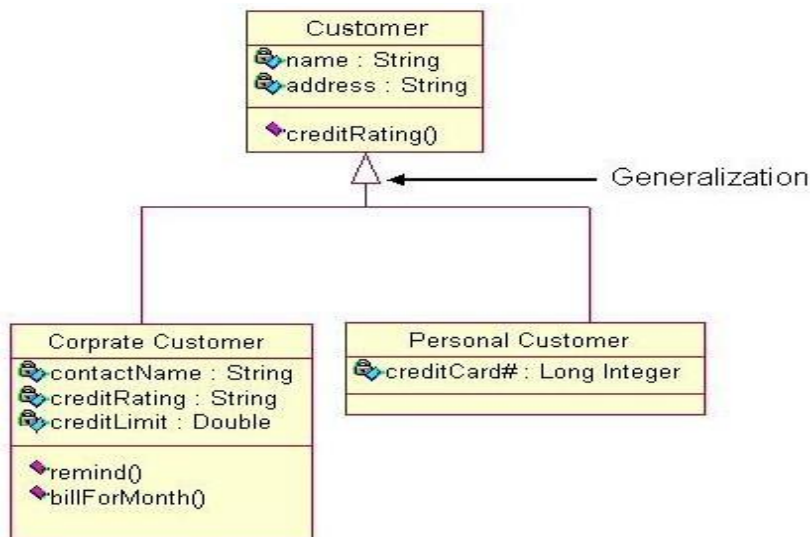 Customer
name : String
address : String
creditRating()
Generalization
Corprate Customer
contactName : String
creditRating : String
creditLimit : Double
remind()
billForMonth()
Personal Customer
creditCard# : Long Integer